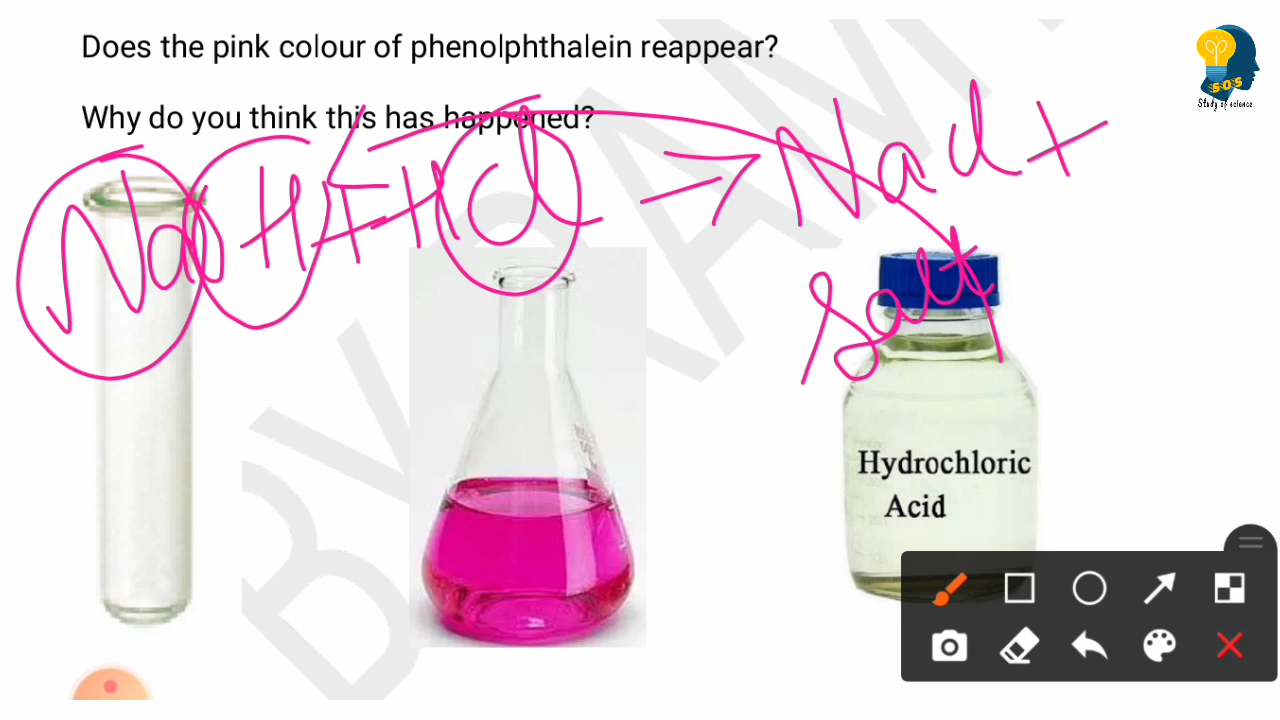 Does the pink colour of phenolphthalein reappear?
Why do you think this has happened?
NaOH + HCl → NaCl +
Salt
Hydrochloric
Acid
S.O.S
Study of science